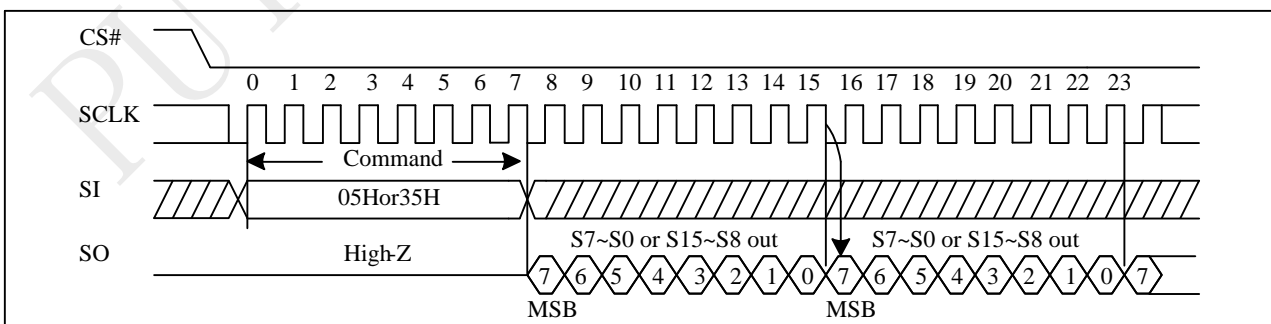 CS#
0 1 2 3 4 5 6 7 8 9 10 11 12 13 14 15 16 17 18 19 20 21 22 23
SCLK
Command
SI
05Hor35H
S7~S0 or S15~S8 out S7~S0 or S15~S8 out
SO
High-Z
7 6 5 4 3 2 1 0 7 6 5 4 3 2 1 0 7
MSB MSB